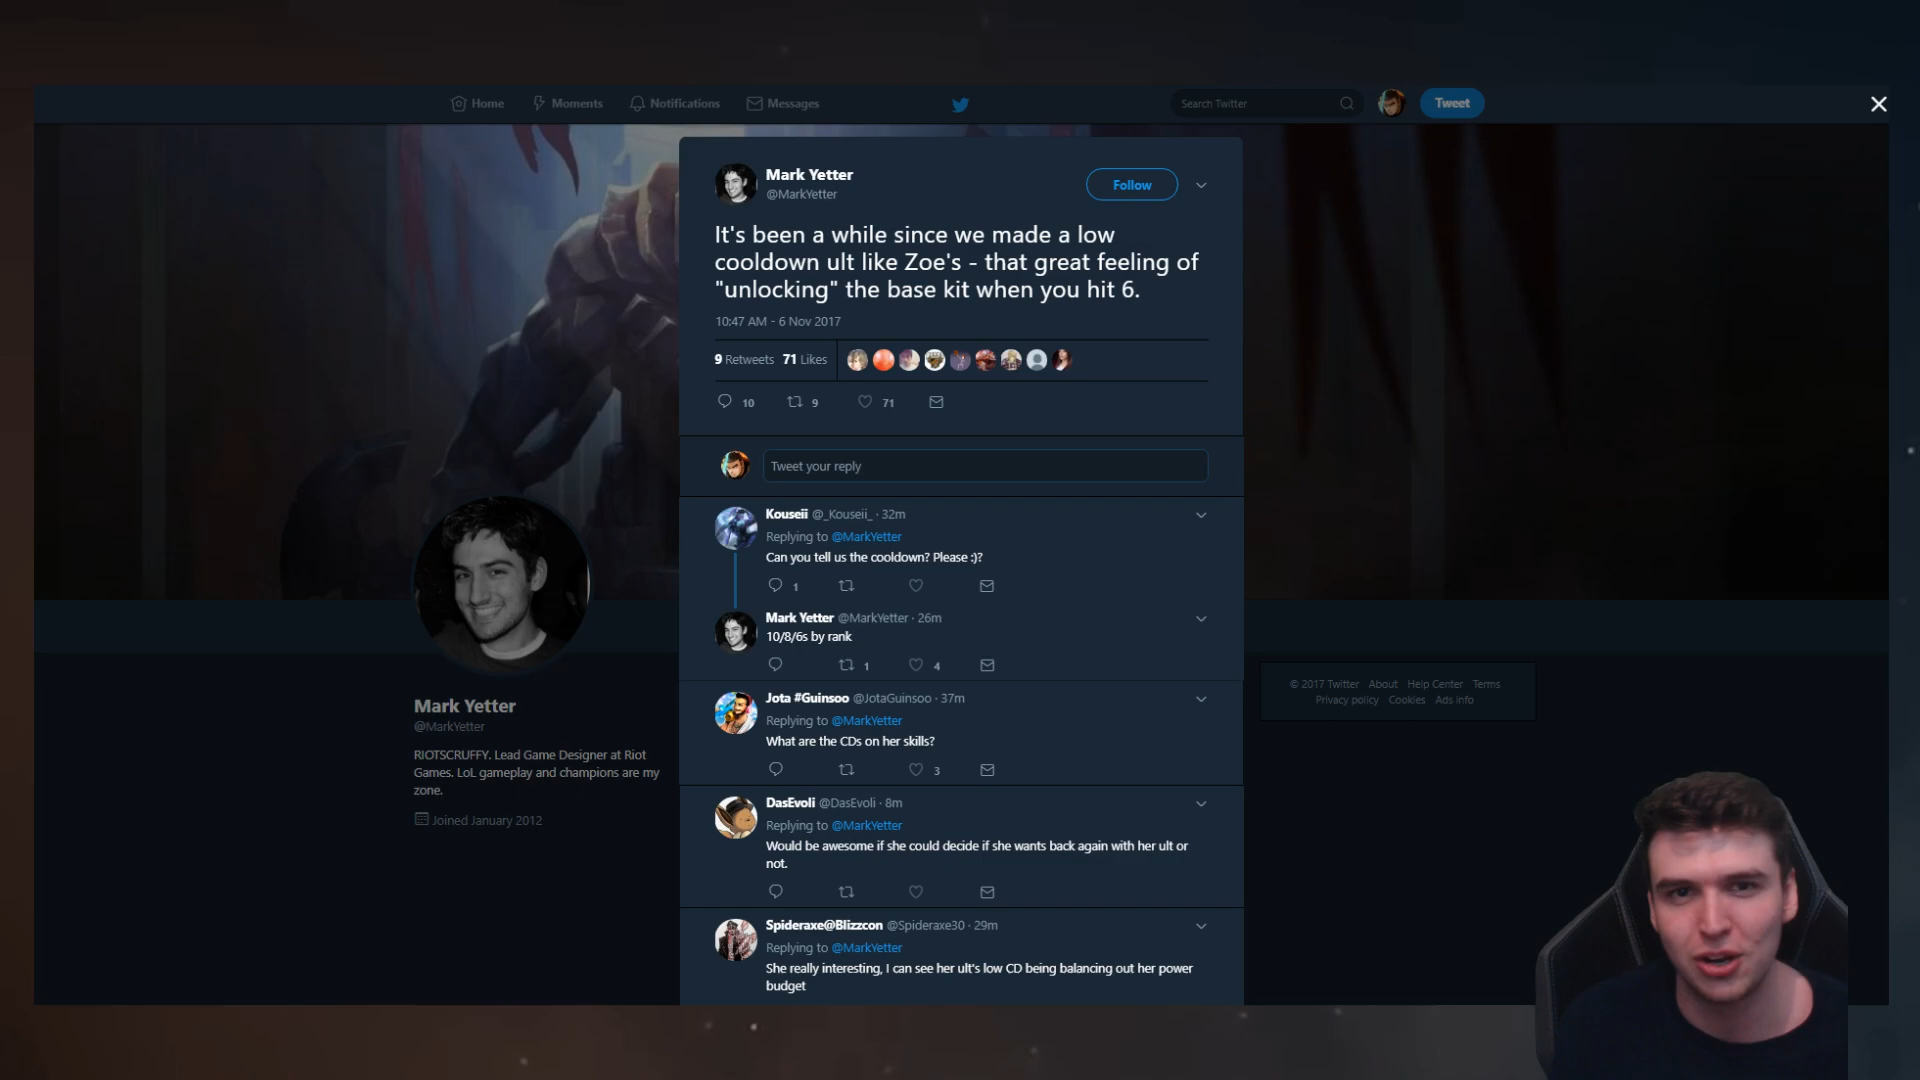 Home Moments Notifications Messages Search Twitter Tweet
Mark Yetter
@MarkYetter
Follow
It's been a while since we made a low
cooldown ult like Zoe's - that great feeling of
"unlocking" the base kit when you hit 6.
10:47 AM - 6 Nov 2017
9 Retweets 71 Likes
10 9 71
Tweet your reply
Kouseii @_Kouseii_ · 32m
Replying to @MarkYetter
Can you tell us the cooldown? Please :)?
1
Mark Yetter @MarkYetter · 26m
10/8/6s by rank
1 4
Jota #Guinsoo @JotaGuinsoo · 37m
Replying to @MarkYetter
What are the CDs on her skills?
3
DasEvoli @DasEvoli · 8m
Replying to @MarkYetter
Would be awesome if she could decide if she wants back again with her ult or
not.
Spideraxe@Blizzcon @Spideraxe30 · 29m
Replying to @MarkYetter
She really interesting, I can see her ult's low CD being balancing out her power
budget
Mark Yetter
@MarkYetter
RIOTSCRUFFY. Lead Game Designer at Riot
Games. LoL gameplay and champions are my
zone.
Joined January 2012
© 2017 Twitter About Help Center Terms
Privacy policy Cookies Ads info